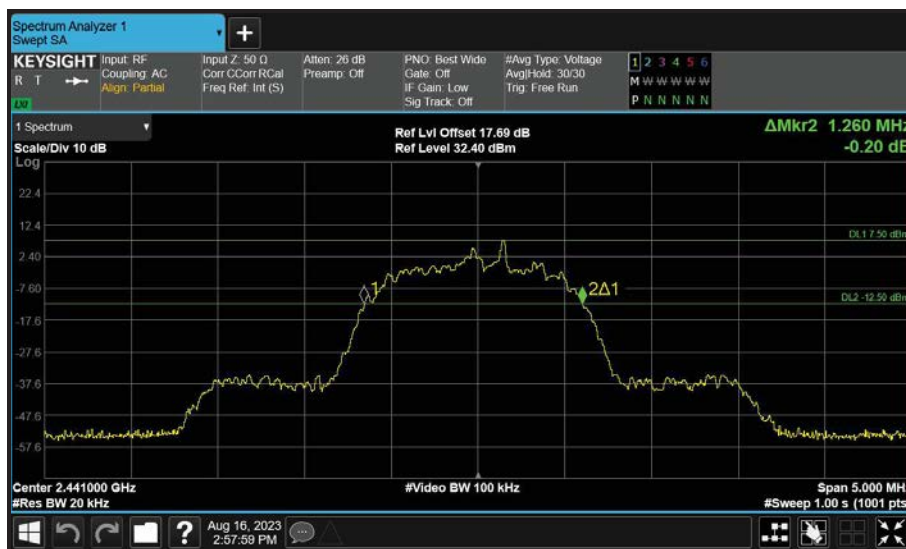 Spectrum Analyzer 1
Swept SA
+
KEYSIGHT
R T
LXI
Input: RF
Coupling: AC
Align: Partial
Input Z: 50 Ω
Corr CCorr RCal
Freq Ref: Int (S)
Atten: 26 dB
Preamp: Off
PNO: Best Wide
Gate: Off
IF Gain: Low
Sig Track: Off
#Avg Type: Voltage
Avg|Hold: 30/30
Trig: Free Run
1 2 3 4 5 6
M W W W W W
P N N N N N
1 Spectrum
Scale/Div 10 dB
Ref Lvl Offset 17.69 dB
Ref Level 32.40 dBm
ΔMkr2 1.260 MHz
-0.20 dB
Log
22.4
12.4
DL1 7.50 dBm
2.40
-7.60
1
2Δ1
DL2 -12.50 dBm
-17.6
-27.6
-37.6
-47.6
-57.6
Center 2.441000 GHz
#Video BW 100 kHz
Span 5.000 MHz
#Res BW 20 kHz
#Sweep 1.00 s (1001 pts
?
Aug 16, 2023
2:57:59 PM